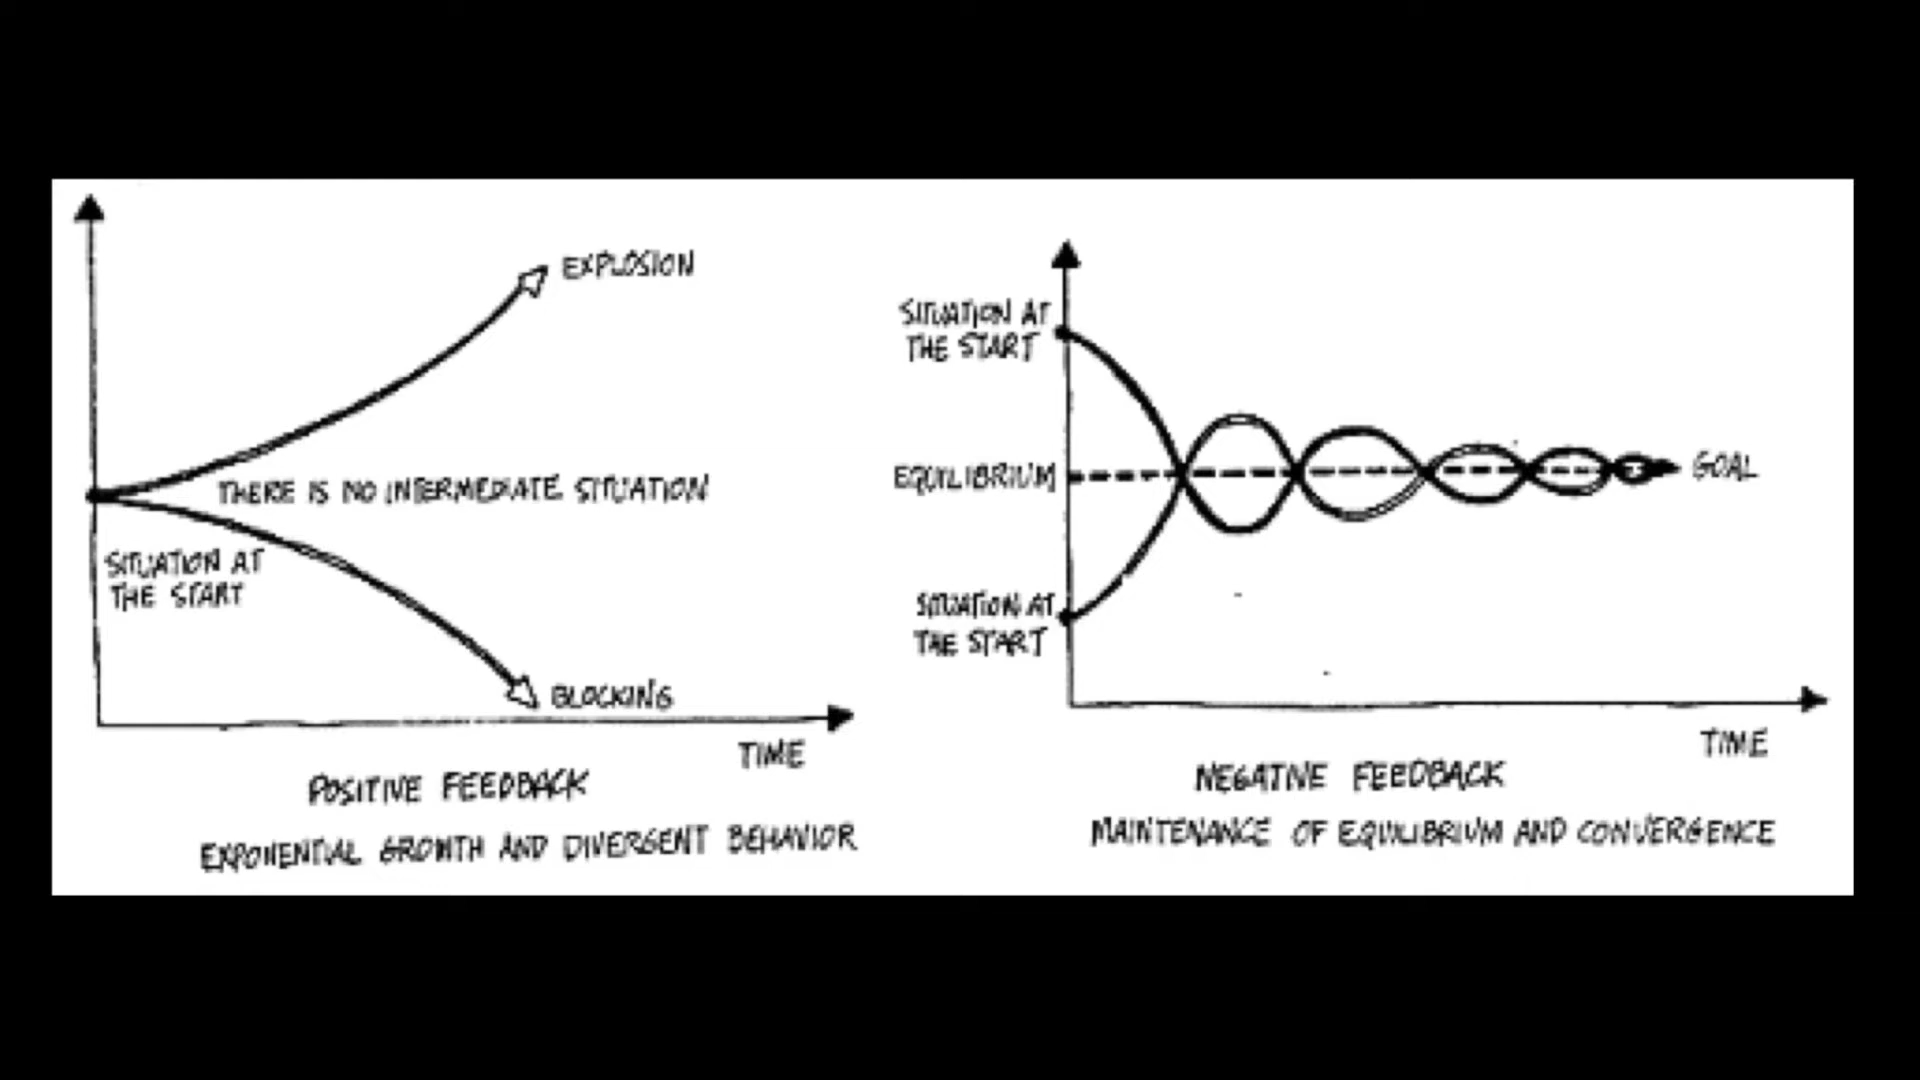 EXPLOSION
THERE IS NO INTERMEDIATE SITUATION
SITUATION AT
THE START
BLOCKING
TIME
POSITIVE FEEDBACK
EXPONENTIAL GROWTH AND DIVERGENT BEHAVIOR
SITUATION AT
THE START
EQUILIBRIUM
GOAL
SITUATION AT
THE START
TIME
NEGATIVE FEEDBACK
MAINTENANCE OF EQUILIBRIUM AND CONVERGENCE